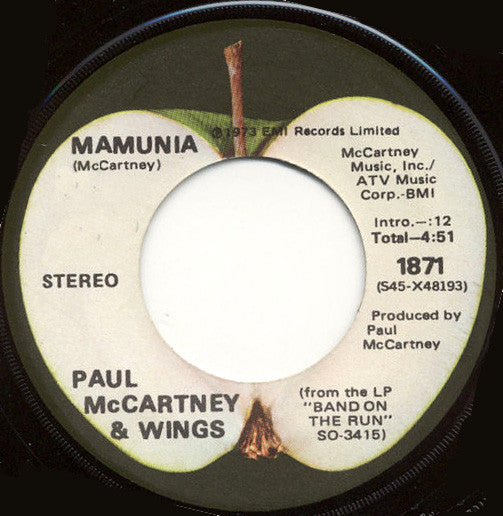 MAMUNIA
(McCartney)
℗1973 EMI Records Limited
McCartney
Music, Inc./
ATV Music
Corp.-BMI
Intro.–:12
Total–4:51
STEREO
1871
(S45-X48193)
Produced by
Paul
McCartney
PAUL
McCARTNEY
& WINGS
(from the LP
"BAND ON
THE RUN"
SO-3415)